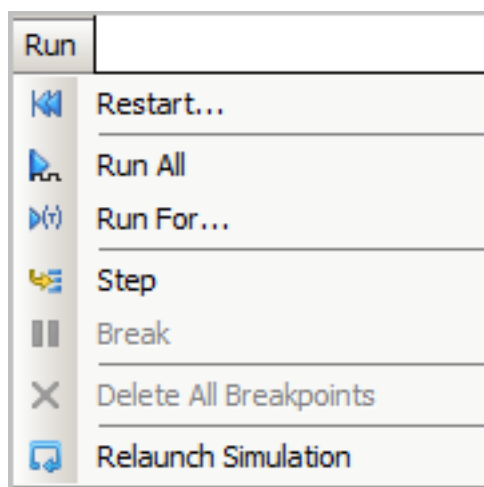 Run
Restart...
Run All
(T) Run For...
Step
Break
Delete All Breakpoints
Relaunch Simulation